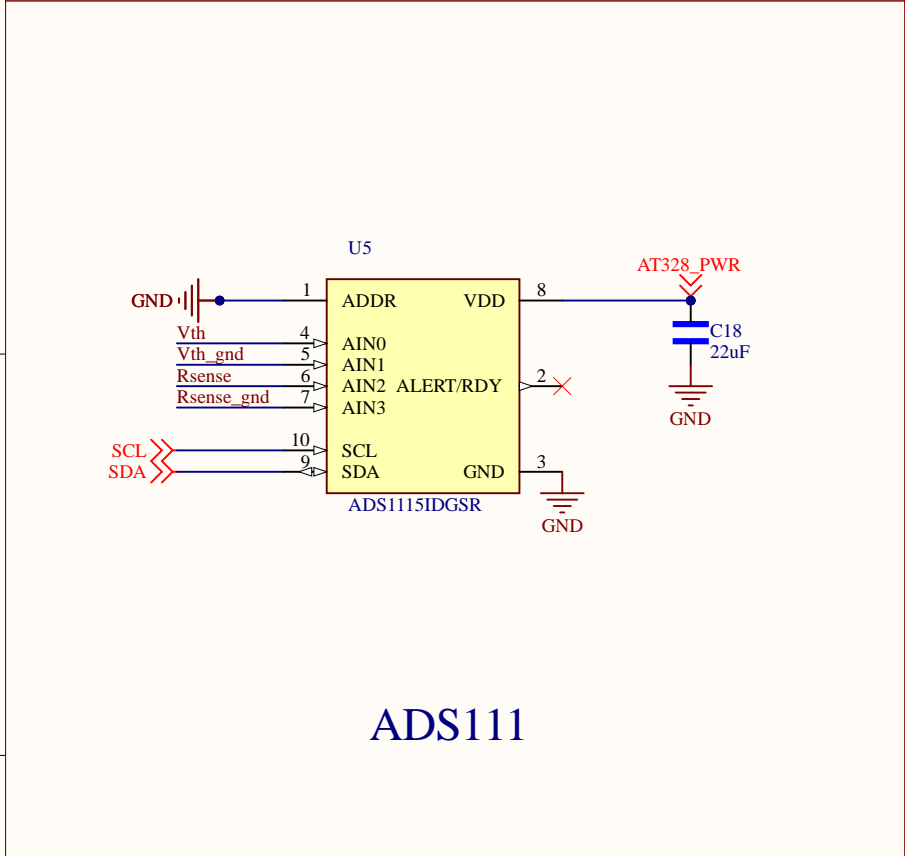 U5
AT328_PWR
GND
1
ADDR
VDD
8
C18
22uF
Vth
4
AIN0
Vth_gnd
5
AIN1
Rsense
6
AIN2
ALERT/RDY
2
Rsense_gnd
7
AIN3
GND
SCL
10
SCL
SDA
9
SDA
GND
3
ADS1115IDGSR
GND
ADS111